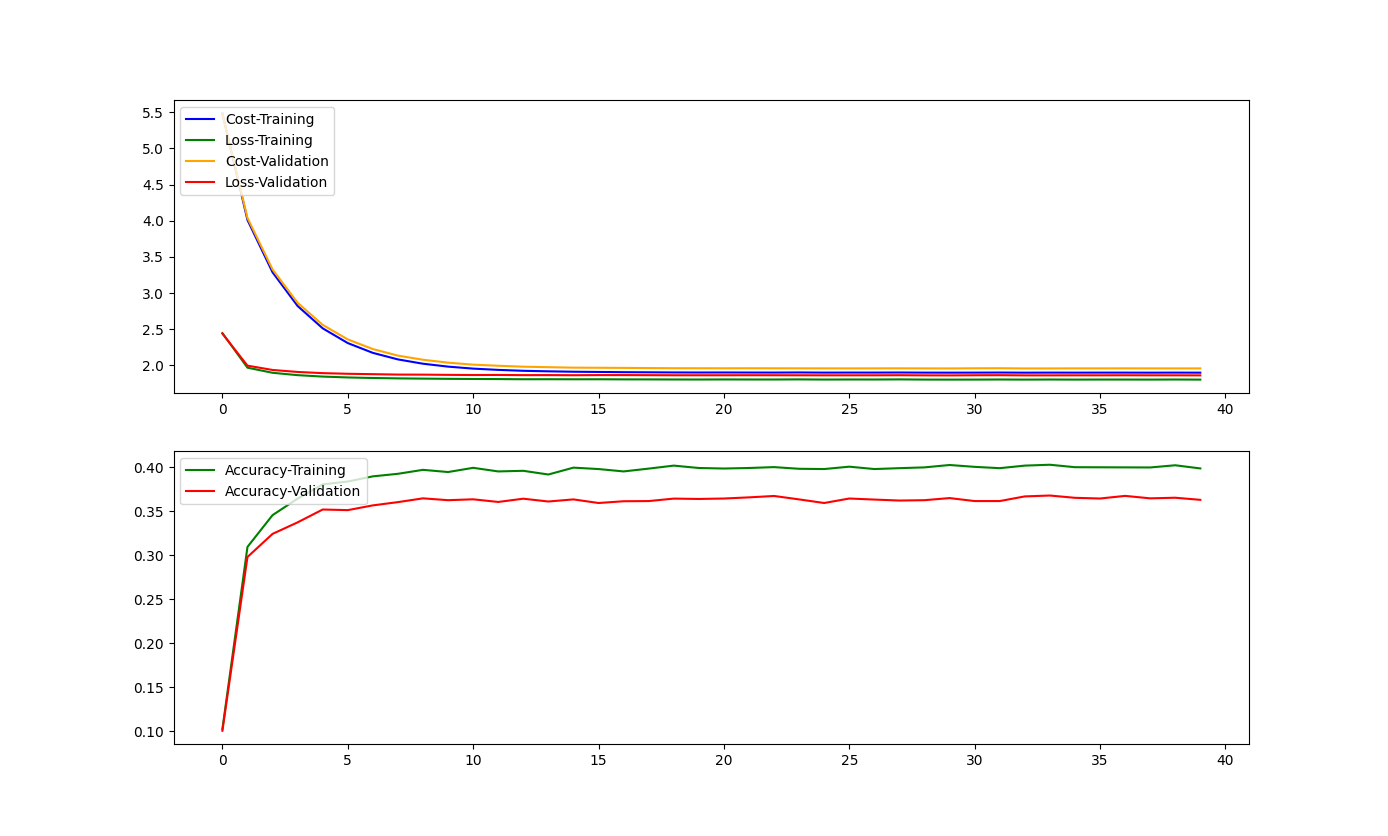 5.5
5.0
4.5
4.0
3.5
3.0
2.5
2.0
Cost-Training
Loss-Training
Cost-Validation
Loss-Validation
0 5 10 15 20 25 30 35 40
0.40
0.35
0.30
0.25
0.20
0.15
0.10
Accuracy-Training
Accuracy-Validation
0 5 10 15 20 25 30 35 40